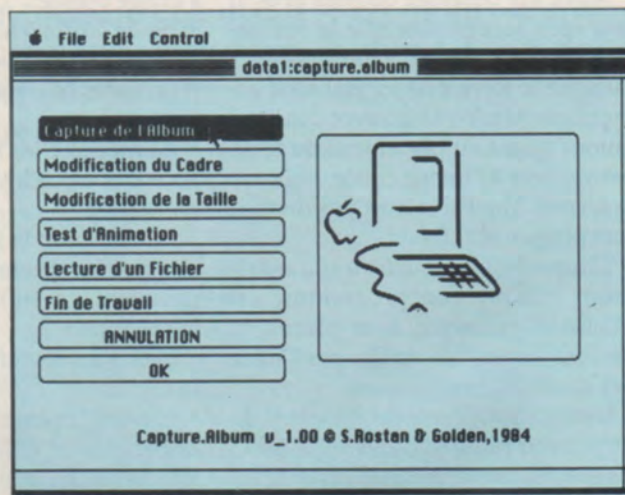 File Edit Control
data1:capture.album
Capture de l'Album
Modification du Cadre
Modification de la Taille
Test d'Animation
Lecture d'un Fichier
Fin de Travail
ANNULATION
OK
Capture.Album v_1.00 © S.Rostan & Golden,1984